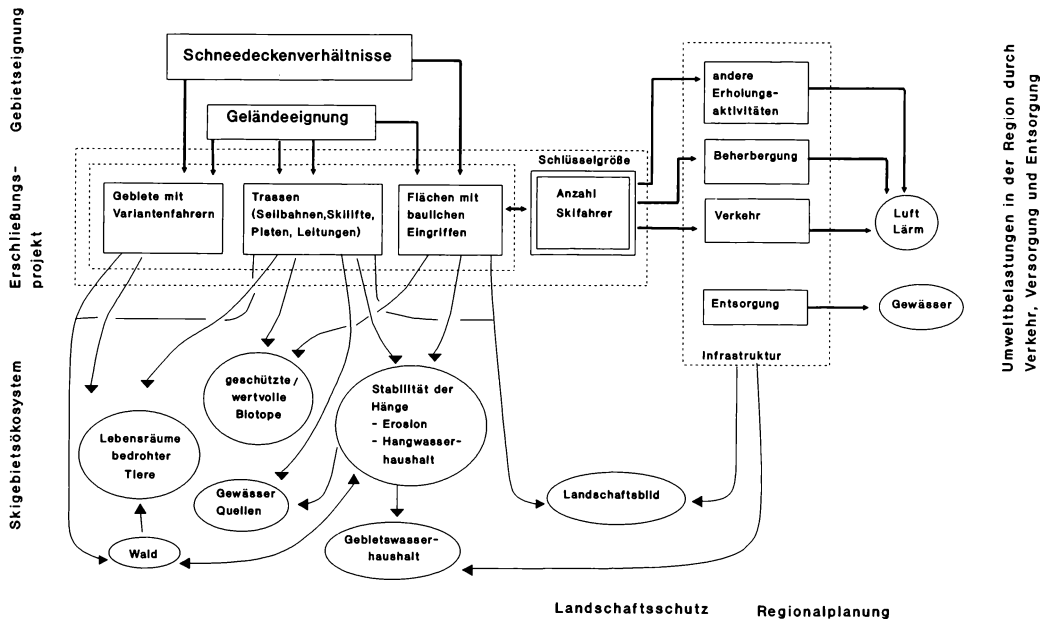 Gebietseignung
Erschließungs-
projekt
Skigebietsökosystem
Schneedeckenverhältnisse
Geländeeignung
Gebiete mit
Variantenfahrern
Trassen
(Seilbahnen,Skilifte,
Pisten, Leitungen)
Flächen mit
baulichen
Eingriffen
Schlüsselgröße
Anzahl
Skifahrer
andere
Erholungs-
aktivitäten
Beherbergung
Verkehr
Entsorgung
Infrastruktur
Luft
Lärm
Gewässer
geschützte/
wertvolle
Biotope
Stabilität der
Hänge
- Erosion
- Hangwasser-
haushalt
Lebensräume
bedrohter
Tiere
Gewässer
Quellen
Landschaftsbild
Wald
Gebietswasser-
haushalt
Landschaftsschutz
Regionalplanung
Umweltbelastungen in der Region durch
Verkehr, Versorgung und Entsorgung